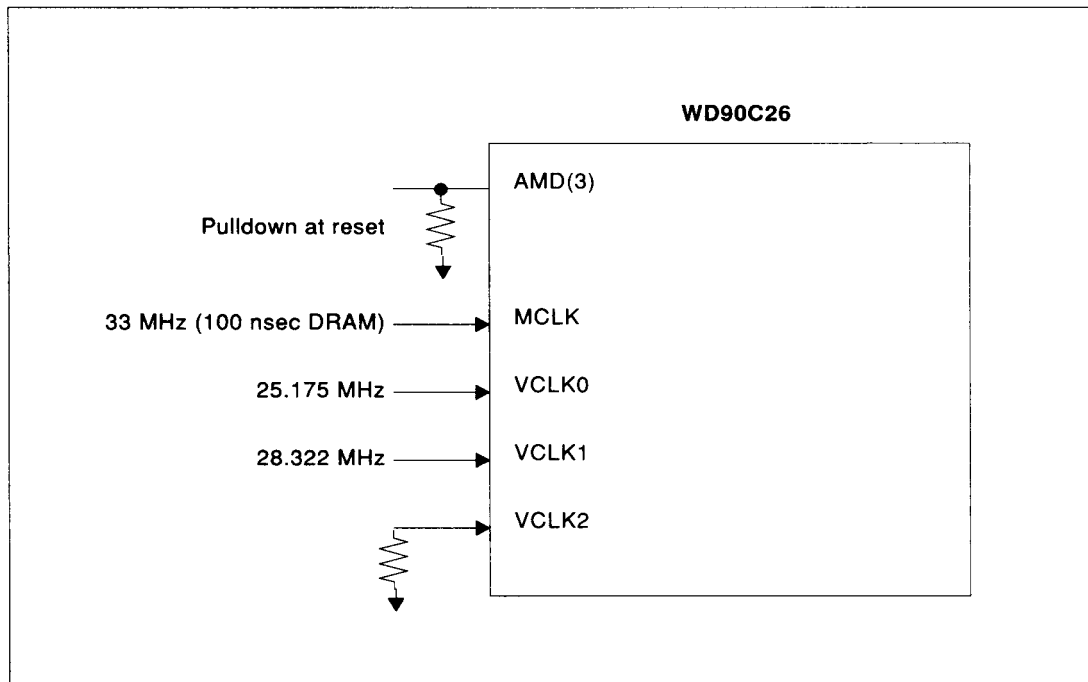 WD90C26
AMD(3)
Pulldown at reset
33 MHz (100 nsec DRAM)
MCLK
25.175 MHz
VCLK0
28.322 MHz
VCLK1
VCLK2